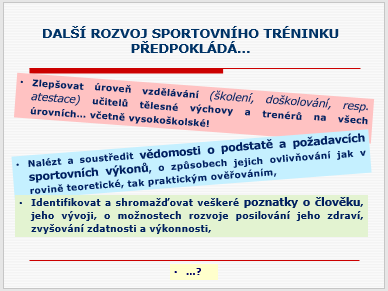 DALŠÍ ROZVOJ SPORTOVNÍHO TRÉNINKU
PŘEDPOKLÁDÁ...
• Zlepšovat úroveň vzdělávání (školení, doškolování, resp.
atestace) učitelů tělesné výchovy a trenérů na všech
úrovních... včetně vysokoškolské!
• Nalézt a soustředit vědomosti o podstatě a požadavcích
sportovních výkonů, o způsobech jejich ovlivňování jak v
rovině teoretické, tak praktickým ověřováním,
• Identifikovat a shromažďovat veškeré poznatky o člověku,
jeho vývoji, o možnostech rozvoje posilování jeho zdraví,
zvyšování zdatnosti a výkonnosti,
• ...?